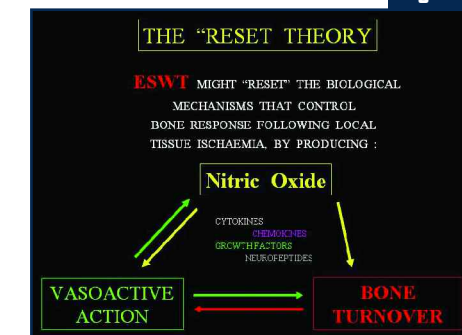 THE “RESET THEORY
ESWT MIGHT “RESET” THE BIOLOGICAL
MECHANISMS THAT CONTROL
BONE RESPONSE FOLLOWING LOCAL
TISSUE ISCHAEMIA, BY PRODUCING :
Nitric Oxide
CYTOKINES
CHEMOKINES
GROWTH FACTORS
NEUROPEPTIDES
VASOACTIVE
ACTION
BONE
TURNOVER